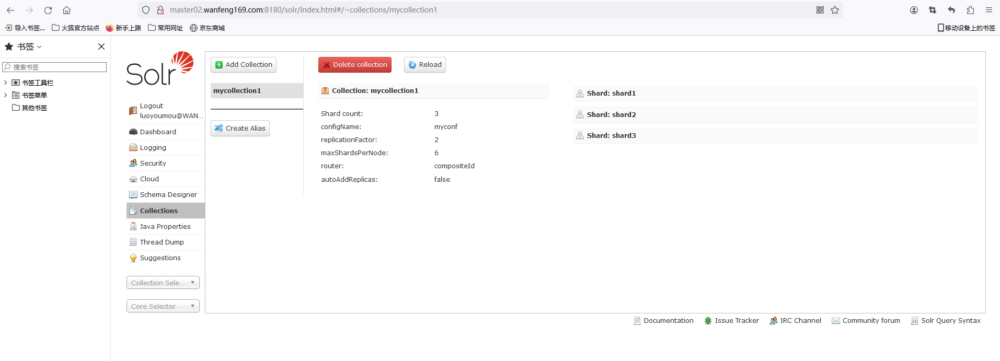 master02.wanfeng169.com:8180/solr/index.html#/~collections/mycollection1
导入书签... 火狐官方站点 新手上路 常用网址 京东商城 移动设备上的书签
书签
搜索书签
书签工具栏
书签菜单
其他书签
Solr
Logout
luoyoumou@WAN...
Dashboard
Logging
Security
Cloud
Schema Designer
Collections
Java Properties
Thread Dump
Suggestions
Collection Sele...
Core Selector
Add Collection
mycollection1
Create Alias
Delete collection Reload
Collection: mycollection1
Shard count: 3
configName: myconf
replicationFactor: 2
maxShardsPerNode: 6
router: compositeId
autoAddReplicas: false
Shard: shard1
Shard: shard2
Shard: shard3
Documentation Issue Tracker IRC Channel Community forum Solr Query Syntax